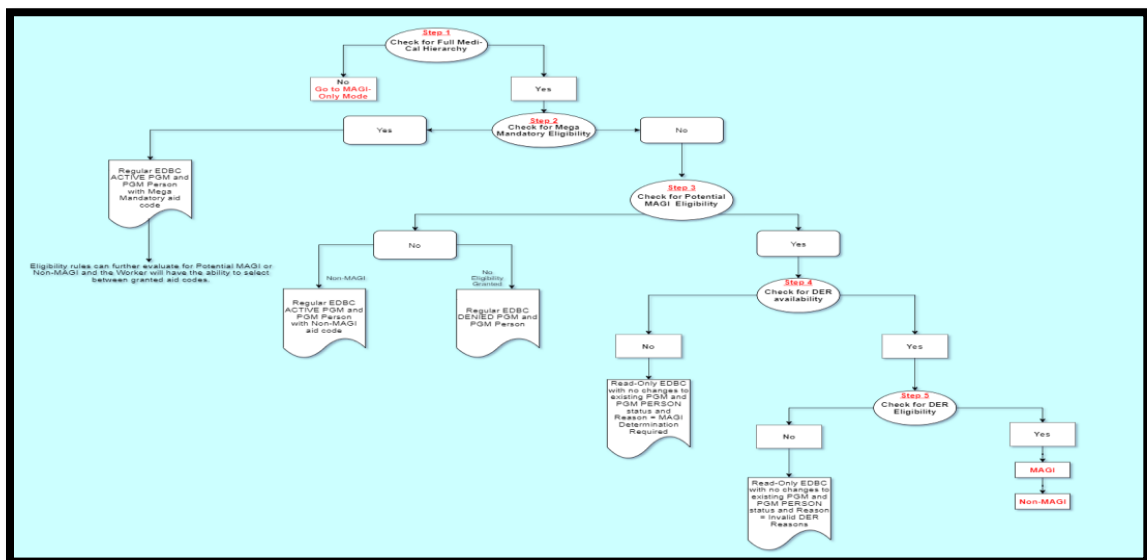 Step 1
Check for Full Medi-
Cal Hierarchy
No
Go to MAGI-
Only Mode
Yes
Step 2
Check for Mega
Mandatory Eligibility
Yes
No
Regular EDBC
ACTIVE PGM and
PGM Person
with Mega
Mandatory aid
code
Step 3
Check for Potential
MAGI Eligibility
Eligibility rules can further evaluate for Potential MAGI or
Non-MAGI and the Worker will have the ability to select
between granted aid codes.
No
Yes
Non-MAGI
No
Eligibility
Granted
Regular EDBC
ACTIVE PGM and
PGM Person
with Non-MAGI
aid code
Regular EDBC
DENIED PGM and
PGM Person
Step 4
Check for DER
availability
No
Yes
Read-Only EDBC
with no changes to
existing PGM and
PGM PERSON
status and
Reason = MAGI
Determination
Required
Step 5
Check for DER
Eligibility
No
Yes
MAGI
Non-MAGI
Read-Only EDBC
with no changes to
existing PGM and
PGM PERSON
status and Reason
= Invalid DER
Reasons